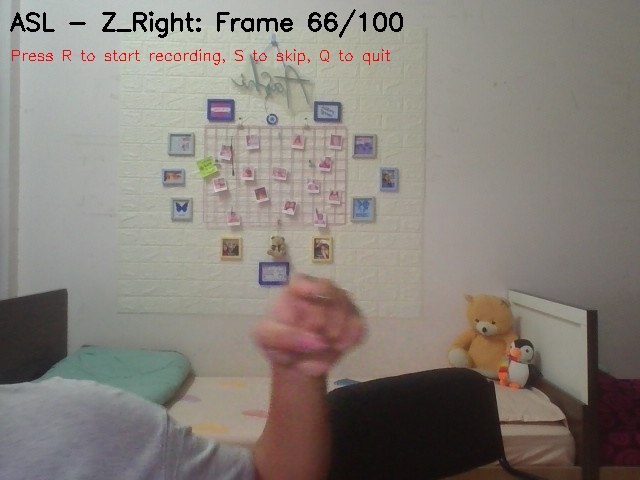 ASL - Z_Right: Frame 66/100
Press R to start recording, S to skip, Q to quit